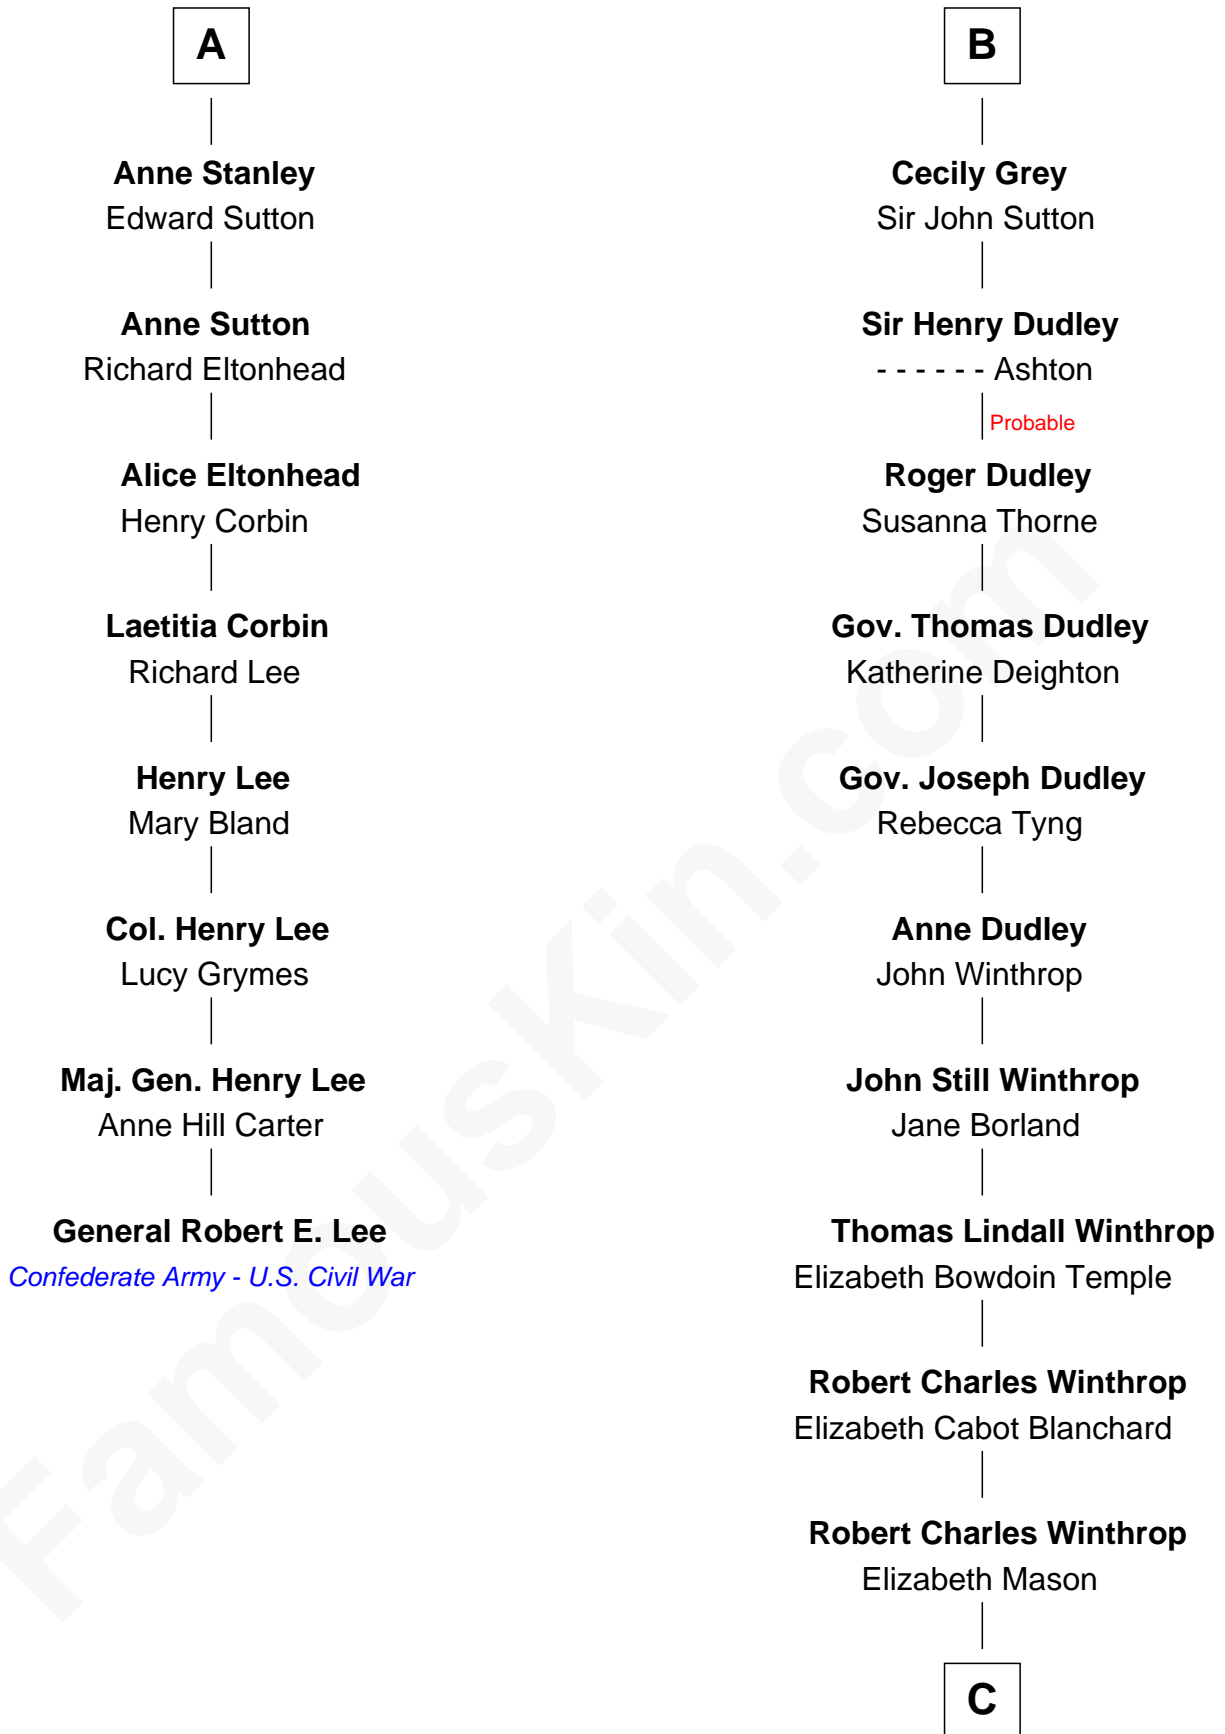 A
Anne Stanley
Edward Sutton
Anne Sutton
Richard Eltonhead
Alice Eltonhead
Henry Corbin
Laetitia Corbin
Richard Lee
Henry Lee
Mary Bland
Col. Henry Lee
Lucy Grymes
Maj. Gen. Henry Lee
Anne Hill Carter
General Robert E. Lee
Confederate Army - U.S. Civil War
B
Cecily Grey
Sir John Sutton
Sir Henry Dudley
- - - - - - Ashton
Probable
Roger Dudley
Susanna Thorne
Gov. Thomas Dudley
Katherine Deighton
Gov. Joseph Dudley
Rebecca Tyng
Anne Dudley
John Winthrop
John Still Winthrop
Jane Borland
Thomas Lindall Winthrop
Elizabeth Bowdoin Temple
Robert Charles Winthrop
Elizabeth Cabot Blanchard
Robert Charles Winthrop
Elizabeth Mason
C
FamousKin.com